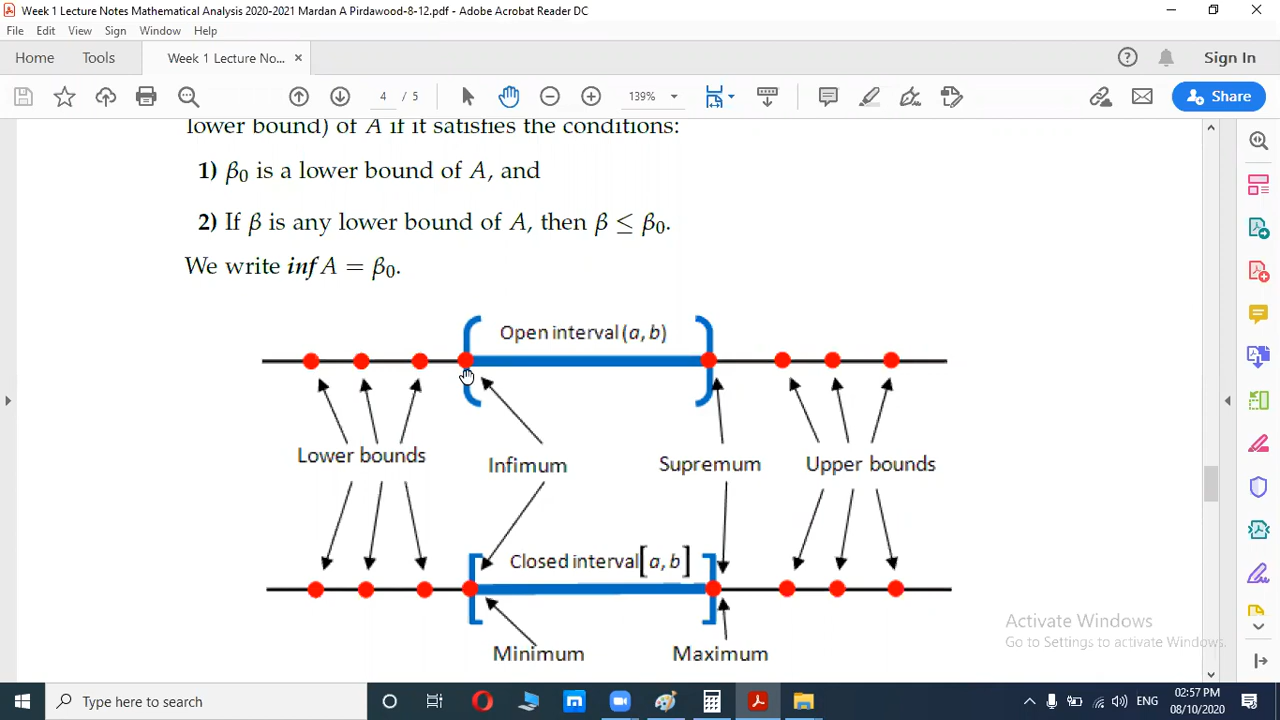 Week 1 Lecture Notes Mathematical Analysis 2020-2021 Mardan A Pirdawood-8-12.pdf - Adobe Acrobat Reader DC
File Edit View Sign Window Help
Home Tools Week 1 Lecture No... × Sign In
4 / 5 139% Share
lower bound) of A if it satisfies the conditions:
1) β₀ is a lower bound of A, and
2) If β is any lower bound of A, then β ≤ β₀.
We write inf A = β₀.
Open interval (a, b)
Lower bounds Infimum Supremum Upper bounds
Closed interval [a, b]
Minimum Maximum
Activate Windows
Go to Settings to activate Windows.
Type here to search ENG 02:57 PM
08/10/2020